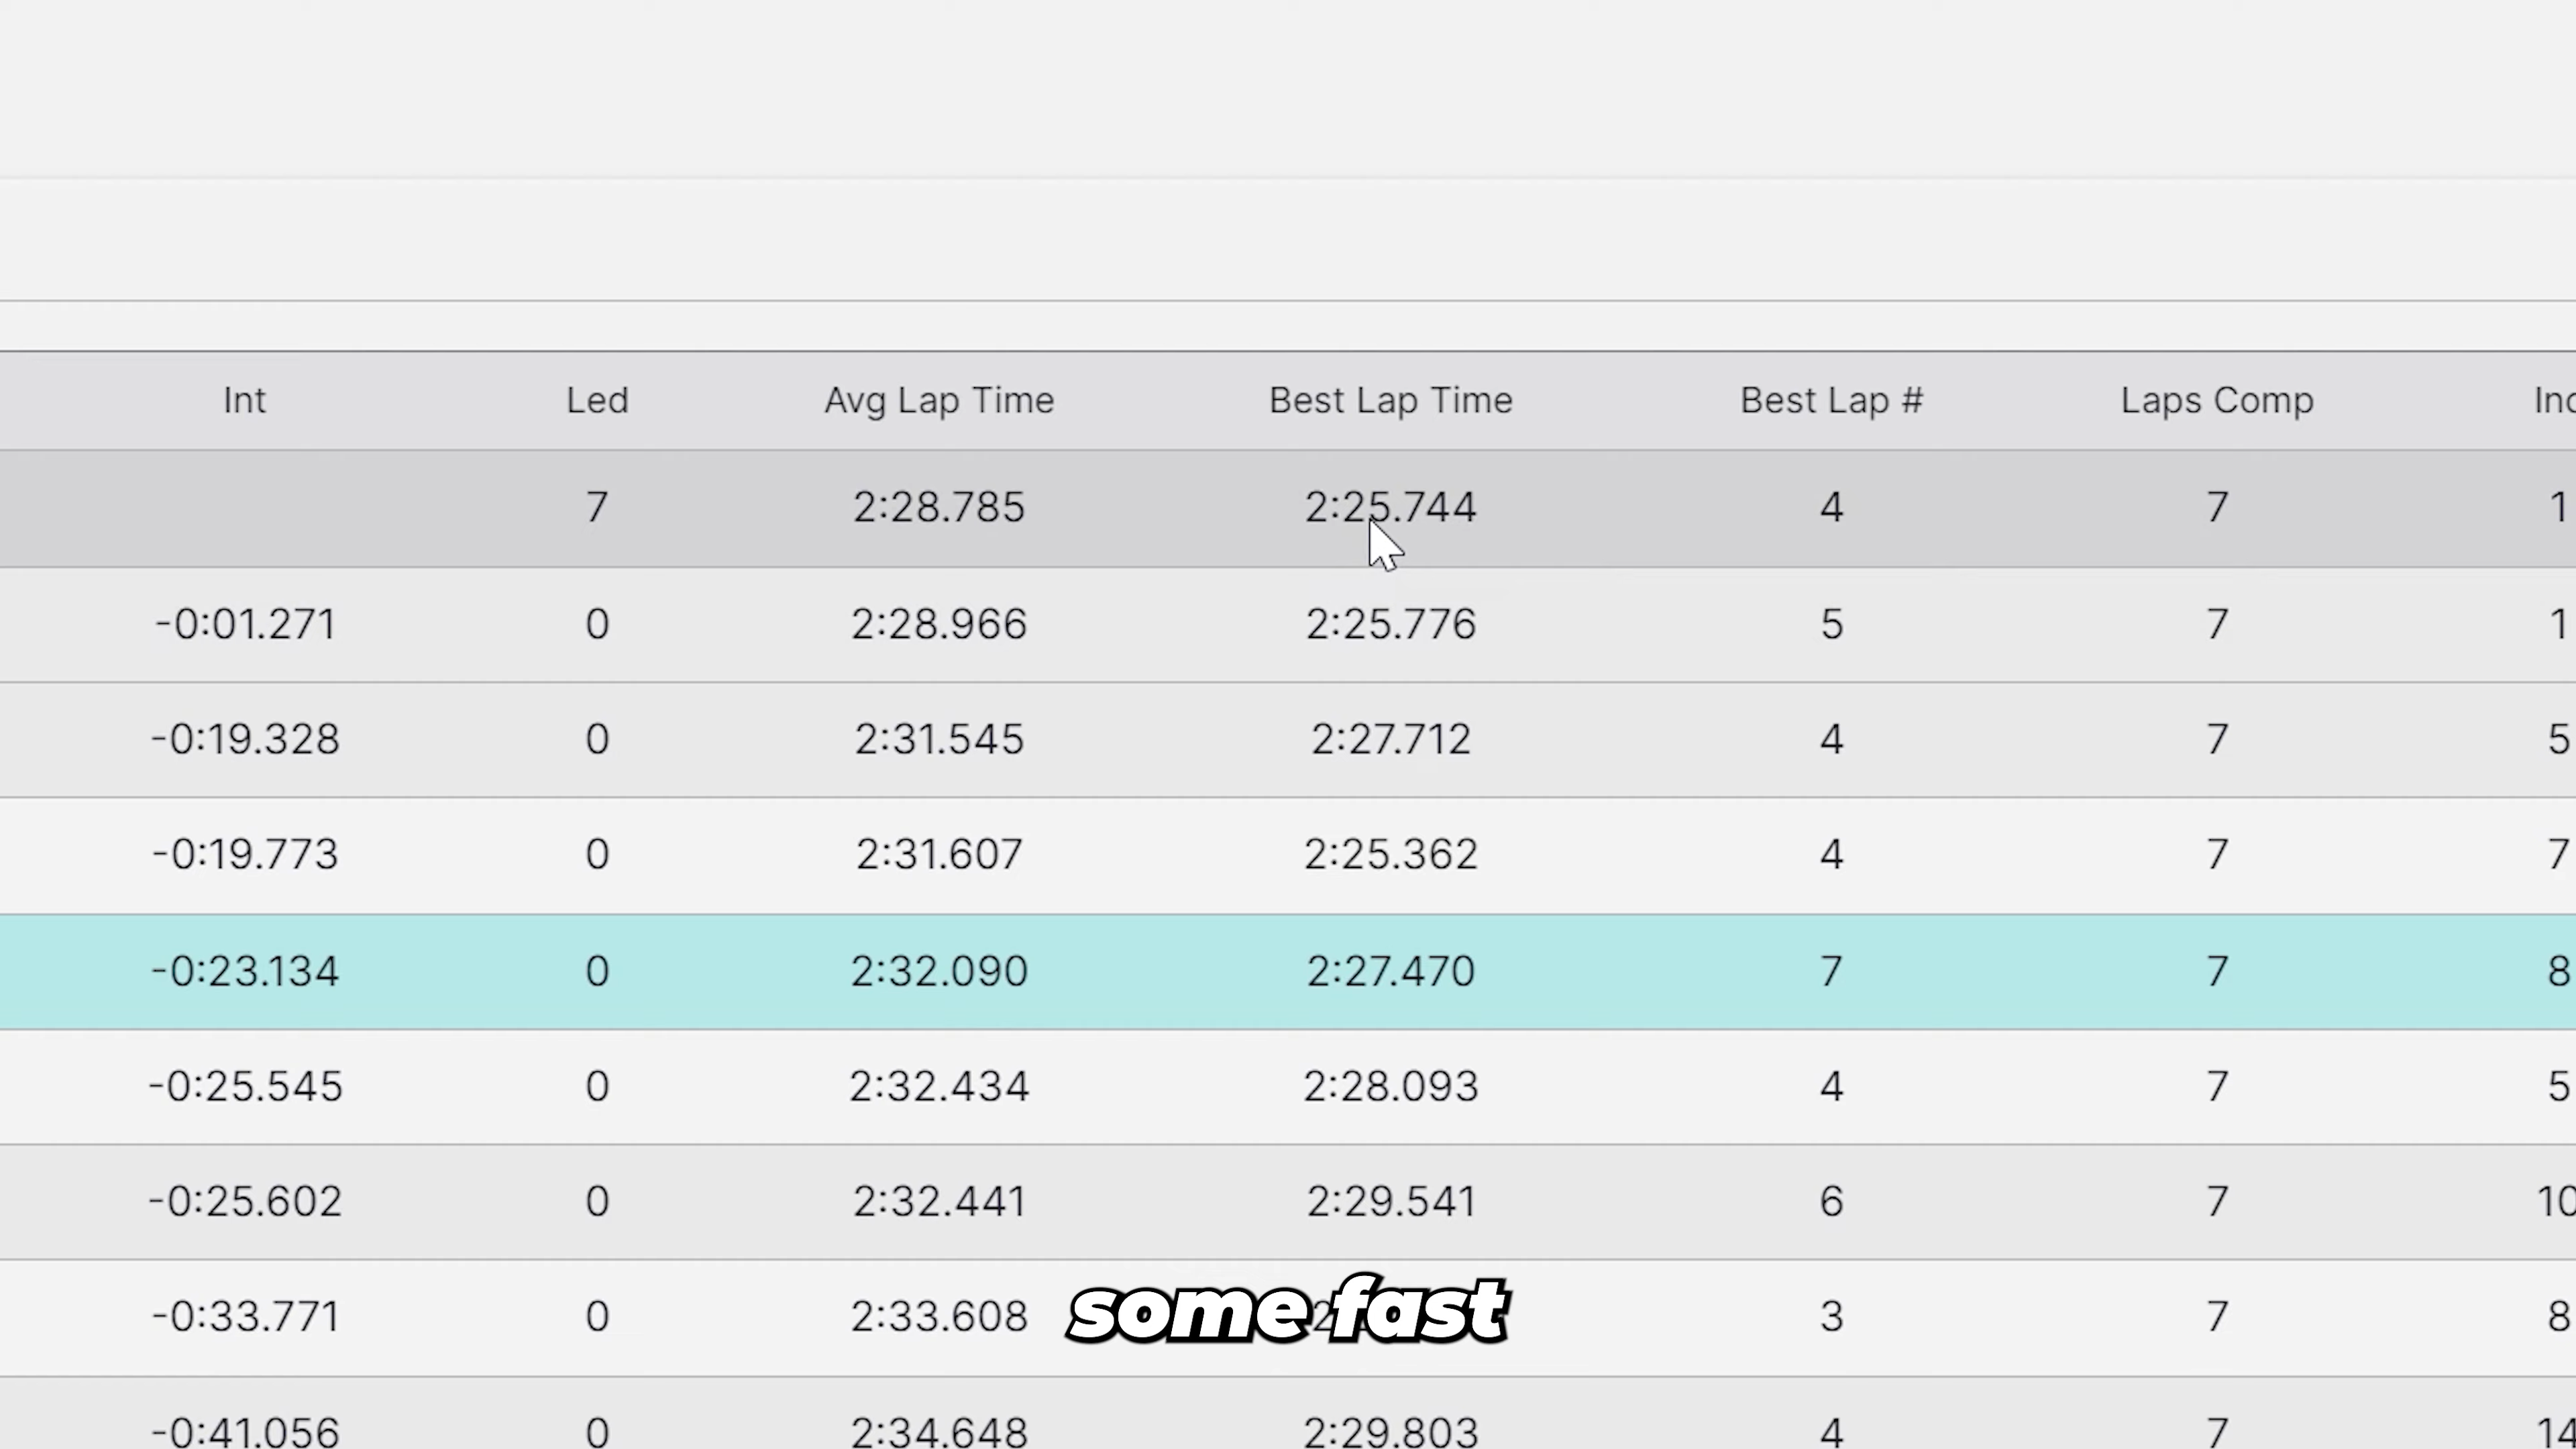 Int Led Avg Lap Time Best Lap Time Best Lap # Laps Comp
7 2:28.785 2:25.744 4 7 1
-0:01.271 0 2:28.966 2:25.776 5 7 1
-0:19.328 0 2:31.545 2:27.712 4 7 5
-0:19.773 0 2:31.607 2:25.362 4 7 7
-0:23.134 0 2:32.090 2:27.470 7 7 8
-0:25.545 0 2:32.434 2:28.093 4 7 5
-0:25.602 0 2:32.441 2:29.541 6 7 10
-0:33.771 0 2:33.608 3 7 8
some fast
-0:41.056 0 2:34.648 2:29.803 4 7 14